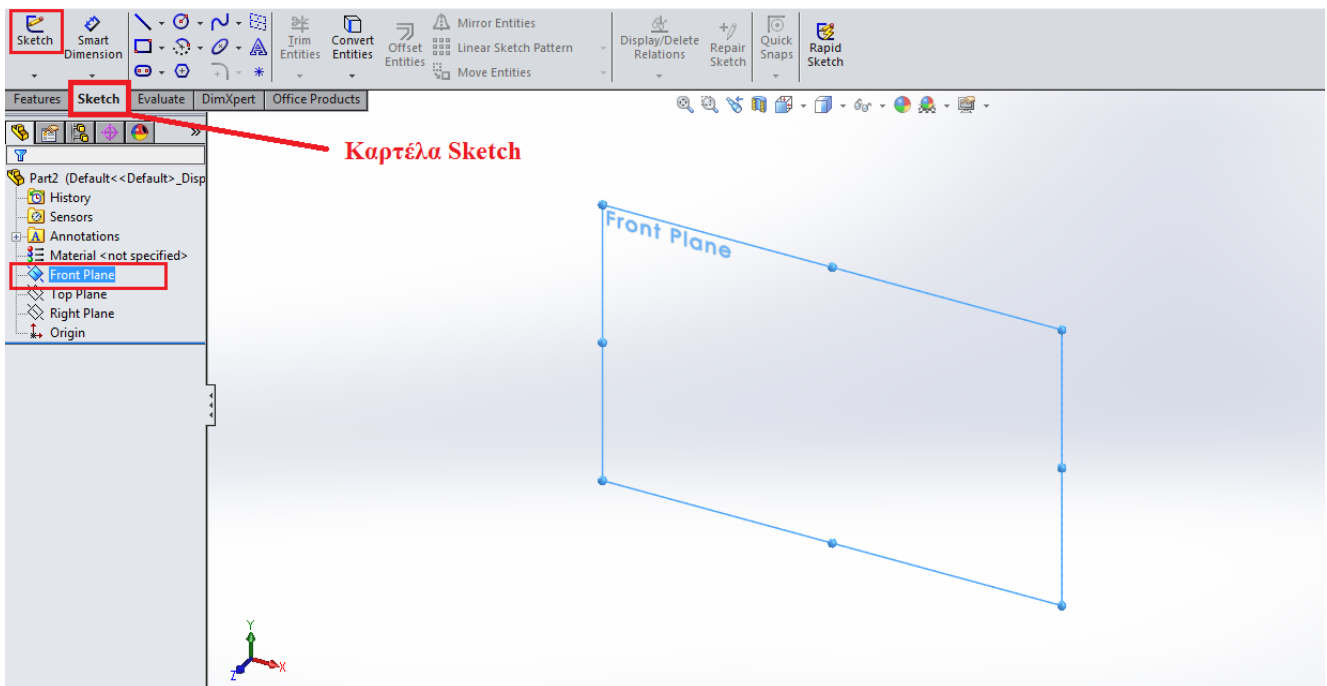 Sketch
Smart
Dimension
Trim
Entities
Convert
Entities
Offset
Entities
Mirror Entities
Linear Sketch Pattern
Move Entities
Display/Delete
Relations
Repair
Sketch
Quick
Snaps
Rapid
Sketch
Features Sketch Evaluate DimXpert Office Products
Καρτέλα Sketch
Part2 (Default<<Default>_Disp
History
Sensors
Annotations
Material <not specified>
Front Plane
Top Plane
Right Plane
Origin
Front Plane
Y
X
Z